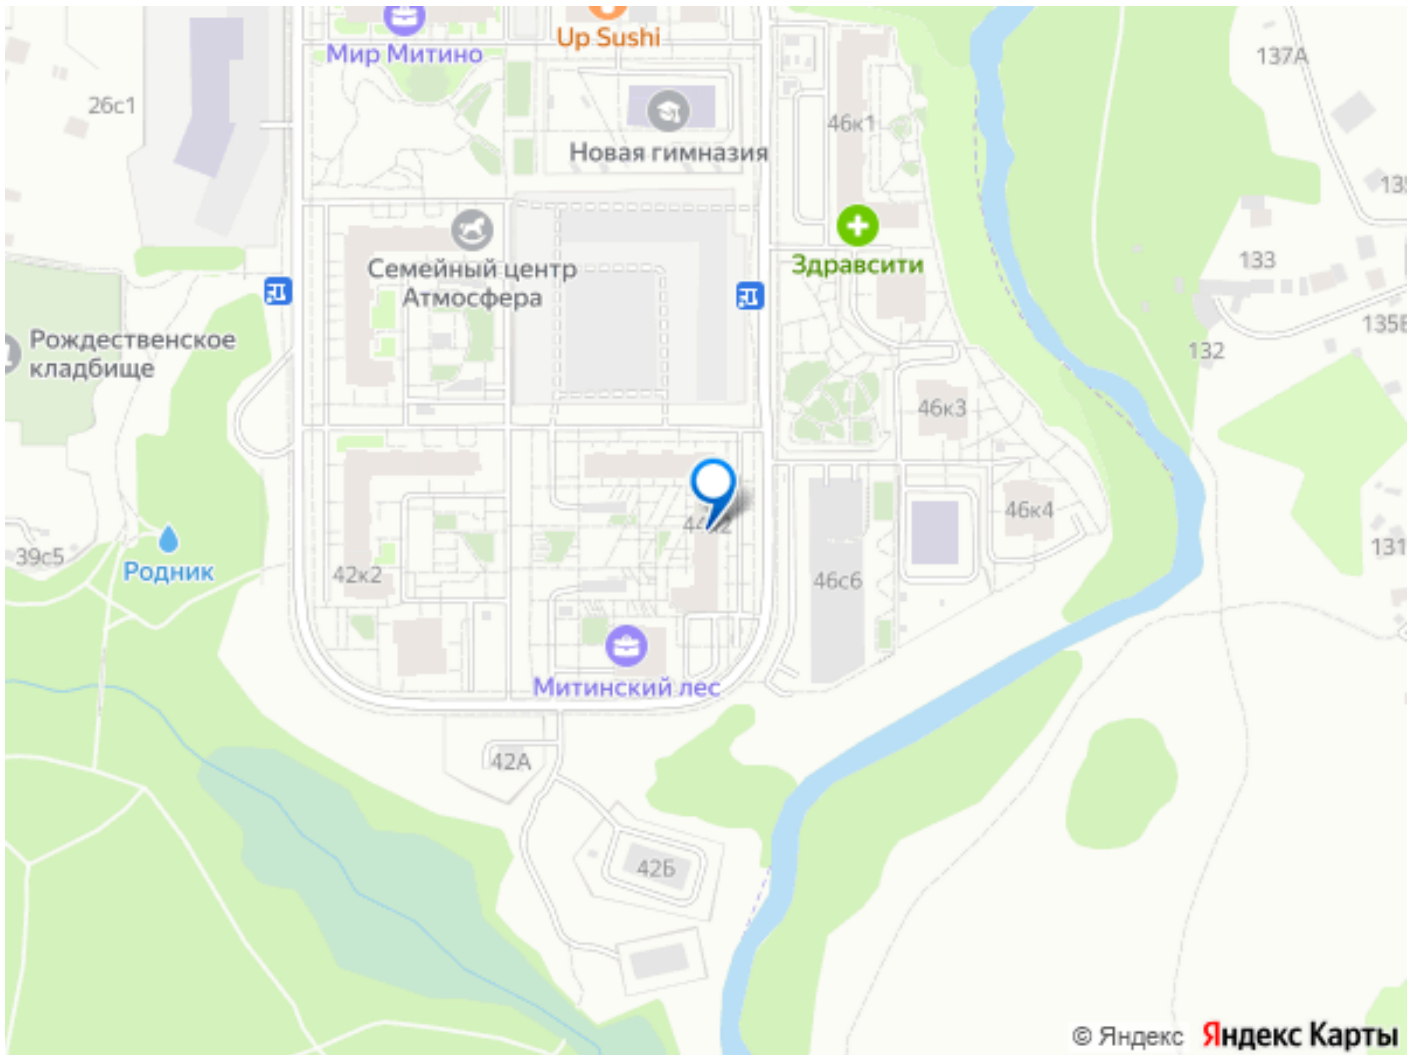 Мир Митино
Up Sushi
137А
26с1
46к1
Новая гимназия
Семейный центр
Атмосфера
Здравсити
133
Рождественское
кладбище
132
46к3
46к4
39с5
Родник
42к2
46с6
131
Митинский лес
42А
42Б
© Яндекс Яндекс Карты